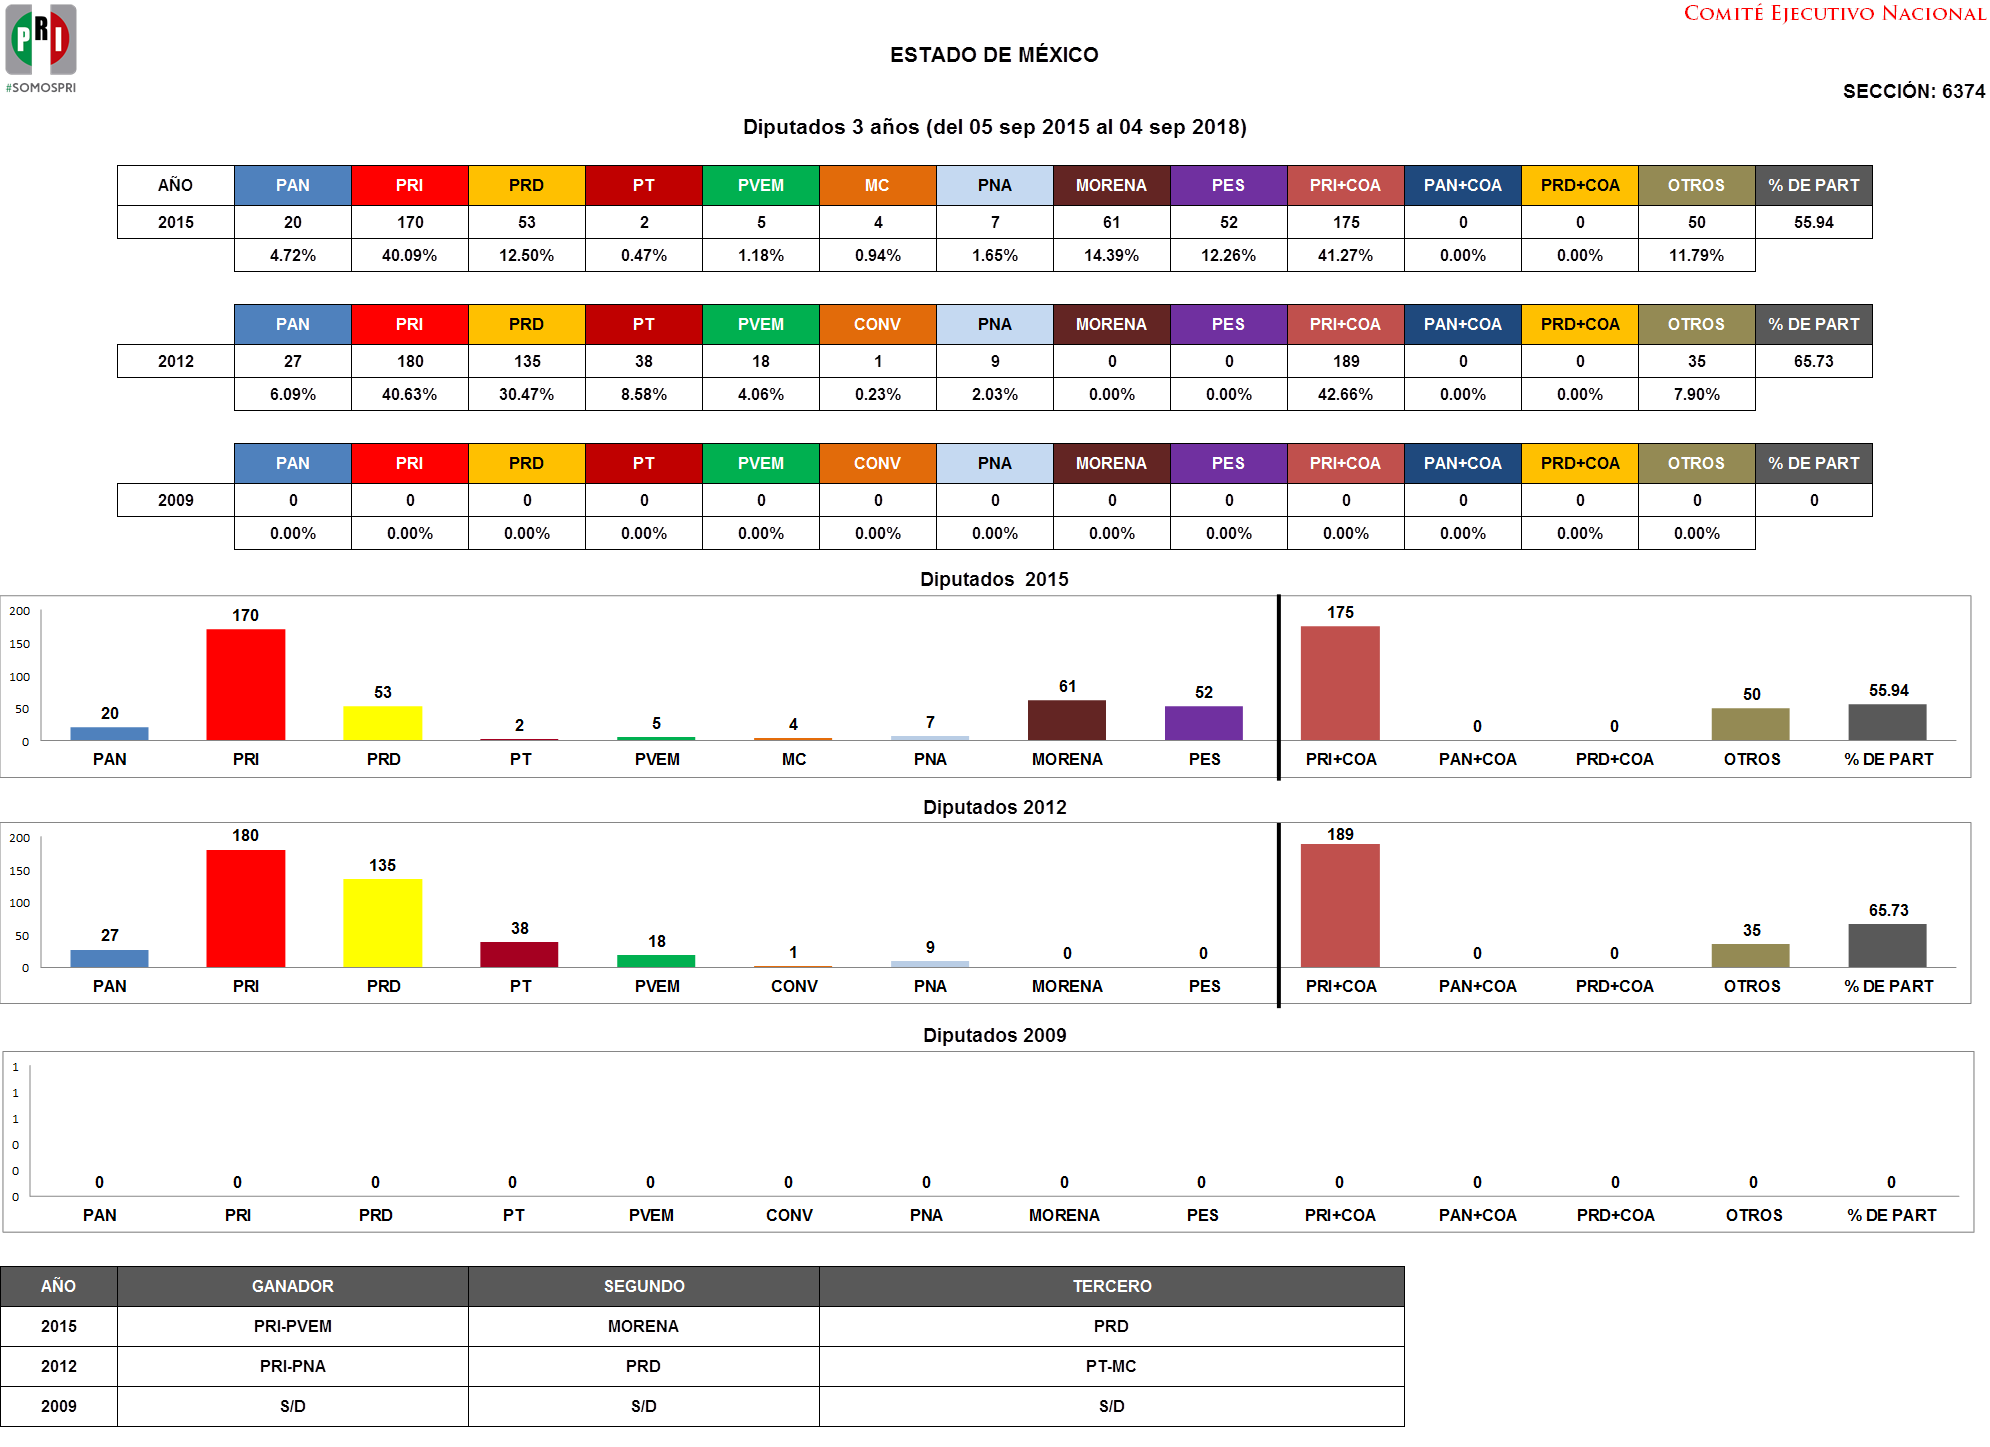 PRI
#SOMOSPRI
COMITÉ EJECUTIVO NACIONAL
ESTADO DE MÉXICO
SECCIÓN: 6374
Diputados 3 años (del 05 sep 2015 al 04 sep 2018)
AÑO PAN PRI PRD PT PVEM MC PNA MORENA PES PRI+COA PAN+COA PRD+COA OTROS % DE PART
2015 20 170 53 2 5 4 7 61 52 175 0 0 50 55.94
4.72% 40.09% 12.50% 0.47% 1.18% 0.94% 1.65% 14.39% 12.26% 41.27% 0.00% 0.00% 11.79%
PAN PRI PRD PT PVEM CONV PNA MORENA PES PRI+COA PAN+COA PRD+COA OTROS % DE PART
2012 27 180 135 38 18 1 9 0 0 189 0 0 35 65.73
6.09% 40.63% 30.47% 8.58% 4.06% 0.23% 2.03% 0.00% 0.00% 42.66% 0.00% 0.00% 7.90%
PAN PRI PRD PT PVEM CONV PNA MORENA PES PRI+COA PAN+COA PRD+COA OTROS % DE PART
2009 0 0 0 0 0 0 0 0 0 0 0 0 0 0
0.00% 0.00% 0.00% 0.00% 0.00% 0.00% 0.00% 0.00% 0.00% 0.00% 0.00% 0.00% 0.00%
Diputados 2015
200
150
100
50
0
20 170 53 2 5 4 7 61 52 175 0 0 50 55.94
PAN PRI PRD PT PVEM MC PNA MORENA PES PRI+COA PAN+COA PRD+COA OTROS % DE PART
Diputados 2012
200
150
100
50
0
27 180 135 38 18 1 9 0 0 189 0 0 35 65.73
PAN PRI PRD PT PVEM CONV PNA MORENA PES PRI+COA PAN+COA PRD+COA OTROS % DE PART
Diputados 2009
1
1
1
0
0
0
0 0 0 0 0 0 0 0 0 0 0 0 0 0
PAN PRI PRD PT PVEM CONV PNA MORENA PES PRI+COA PAN+COA PRD+COA OTROS % DE PART
AÑO GANADOR SEGUNDO TERCERO
2015 PRI-PVEM MORENA PRD
2012 PRI-PNA PRD PT-MC
2009 S/D S/D S/D